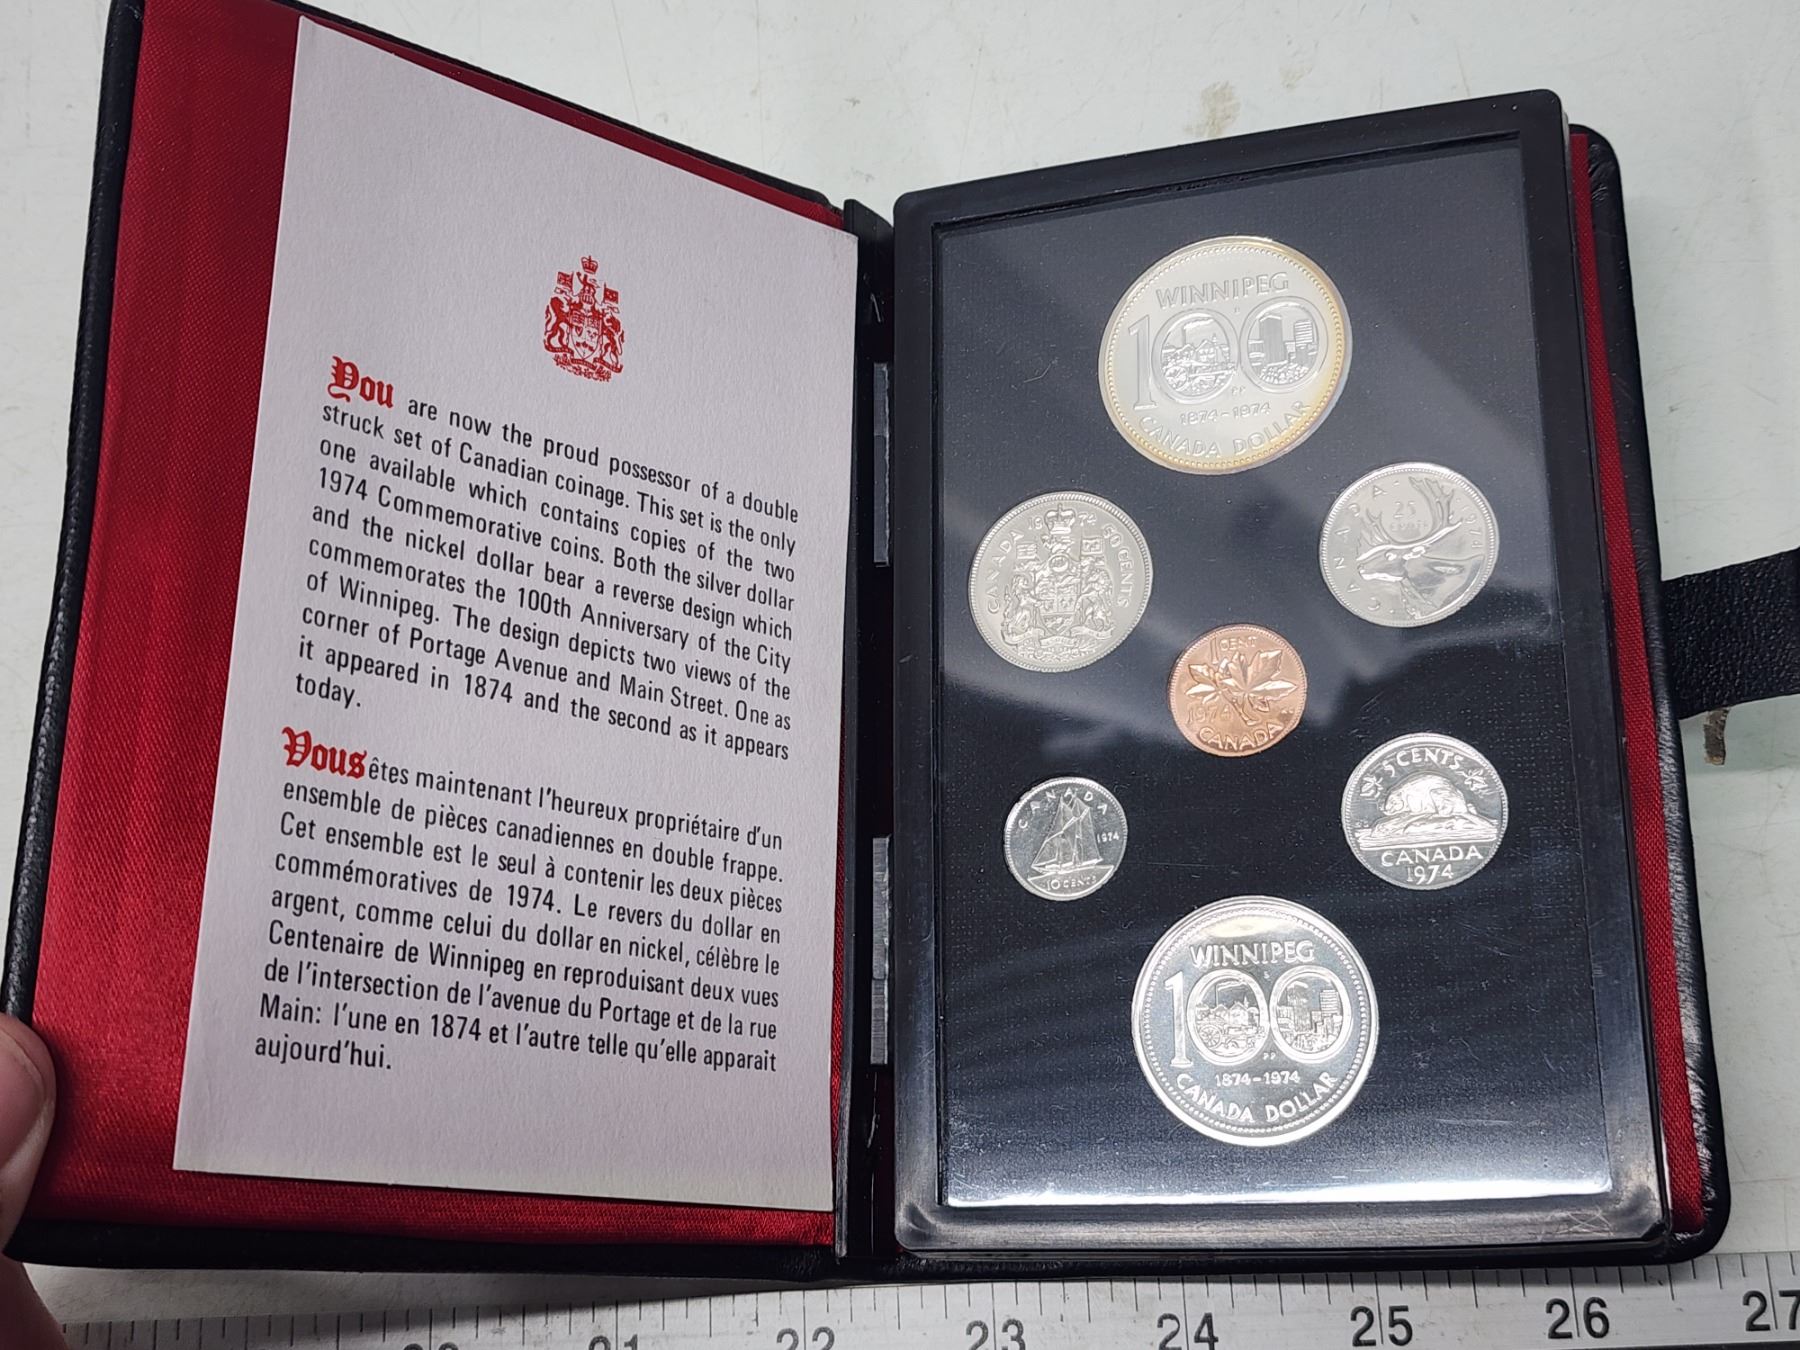 You are now the proud possessor of a double
struck set of Canadian coinage. This set is the only
one available which contains copies of the two
1974 Commemorative coins. Both the silver dollar
and the nickel dollar bear a reverse design which
commemorates the 100th Anniversary of the City
of Winnipeg. The design depicts two views of the
corner of Portage Avenue and Main Street. One as
it appeared in 1874 and the second as it appears
today.
Vous êtes maintenant l'heureux propriétaire d'un
ensemble de pièces canadiennes en double frappe.
Cet ensemble est le seul à contenir les deux pièces
commémoratives de 1974. Le revers du dollar en
argent, comme celui du dollar en nickel, célèbre le
Centenaire de Winnipeg en reproduisant deux vues
de l'intersection de l'avenue du Portage et de la rue
Main: l'une en 1874 et l'autre telle qu'elle apparait
aujourd'hui.
WINNIPEG
100
1874-1974
CANADA DOLLAR
CANADA 1974 50 CENTS
CANADA 25 CENTS 1974
1 CENT
1974
CANADA
CANADA
1974
10 CENTS
5 CENTS
CANADA
1974
WINNIPEG
100
1874-1974
CANADA DOLLAR
21 22 23 24 25 26 27